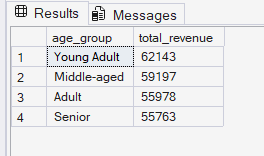 Results Messages
age_group total_revenue
1 Young Adult 62143
2 Middle-aged 59197
3 Adult 55978
4 Senior 55763